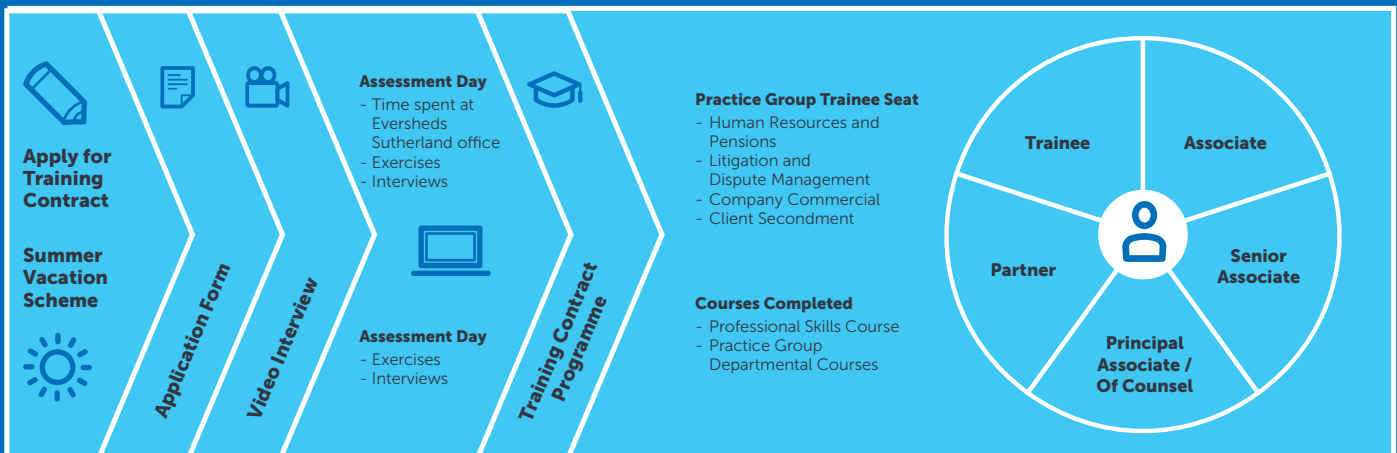 Apply for
Training
Contract
Summer
Vacation
Scheme
Application Form
Video Interview
Assessment Day
- Time spent at
Eversheds
Sutherland office
- Exercises
- Interviews
Assessment Day
- Exercises
- Interviews
Training Contract
Programme
Practice Group Trainee Seat
- Human Resources and
Pensions
- Litigation and
Dispute Management
- Company Commercial
- Client Secondment
Courses Completed
- Professional Skills Course
- Practice Group
Departmental Courses
Trainee
Associate
Senior
Associate
Principal
Associate /
Of Counsel
Partner